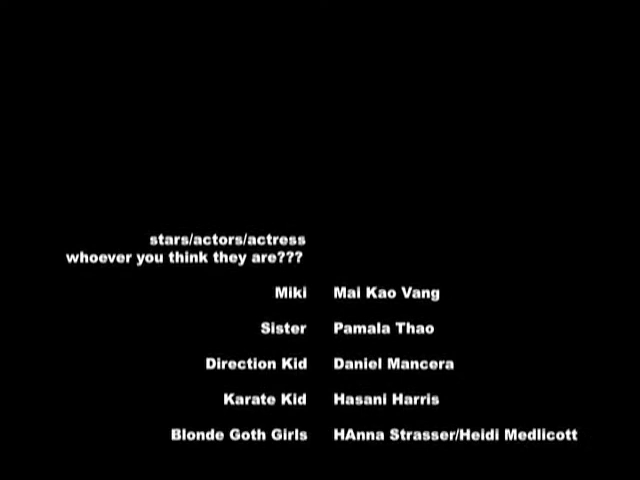 stars/actors/actress
whoever you think they are???
Miki Mai Kao Vang
Sister Pamala Thao
Direction Kid Daniel Mancera
Karate Kid Hasani Harris
Blonde Goth Girls HAnna Strasser/Heidi Medlicott